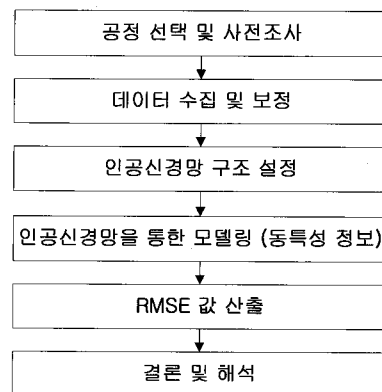 공정 선택 및 사전조사
데이터 수집 및 보정
인공신경망 구조 설정
인공신경망을 통한 모델링 (동특성 정보)
RMSE 값 산출
결론 및 해석